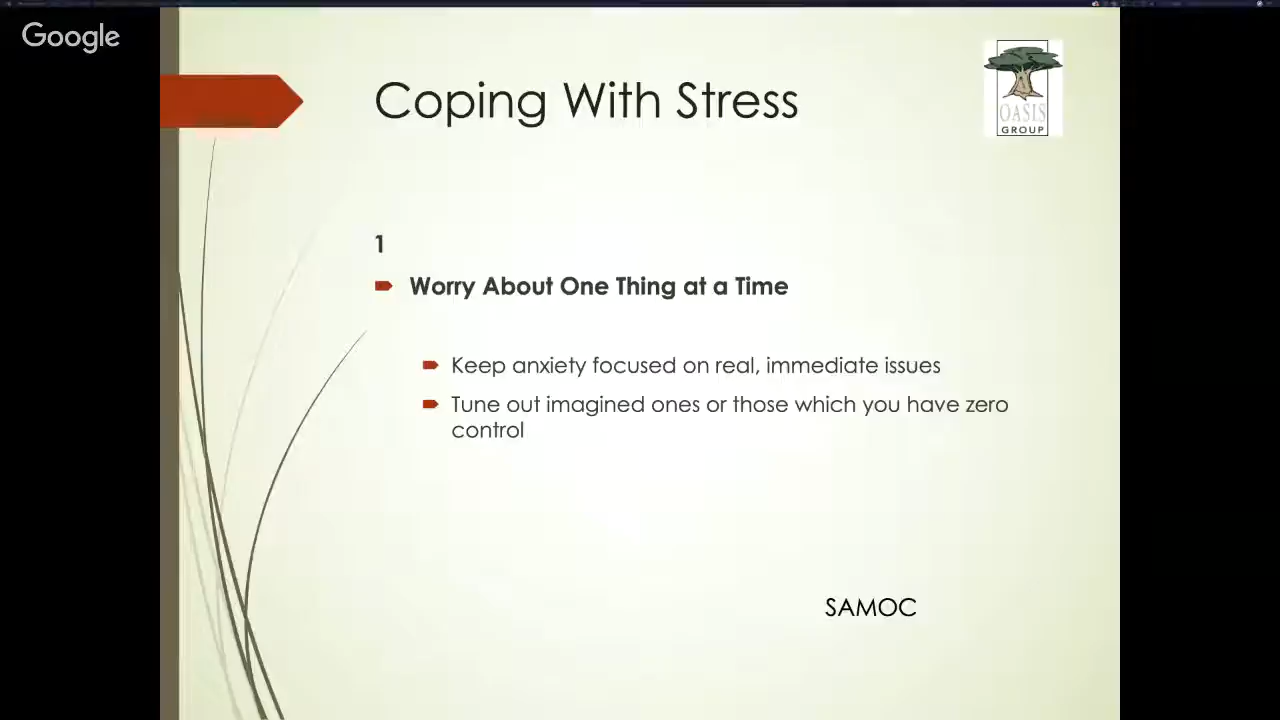 Google
Coping With Stress
OASIS
GROUP
1
Worry About One Thing at a Time
Keep anxiety focused on real, immediate issues
Tune out imagined ones or those which you have zero
control
SAMOC